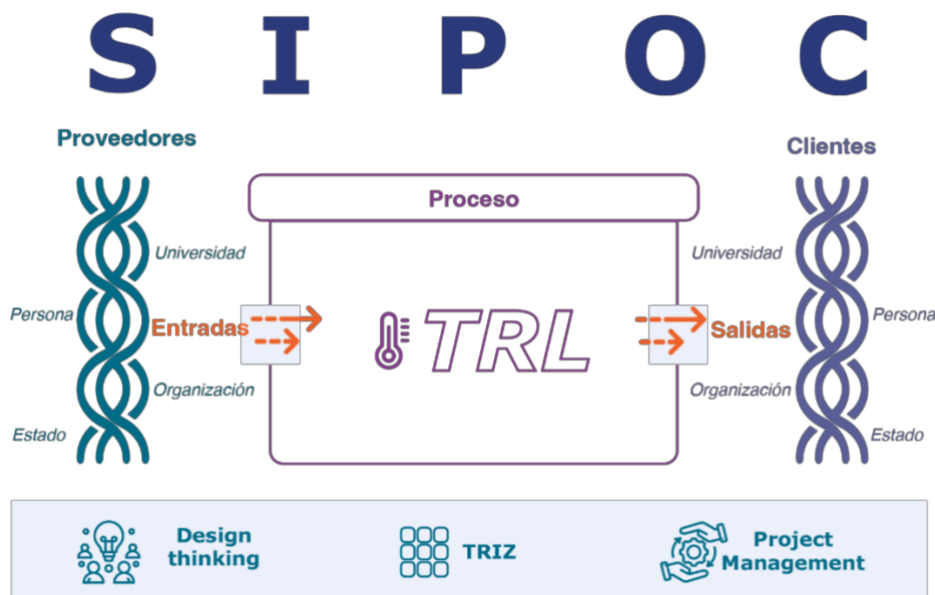 S I P O C
Proveedores
Clientes
Proceso
Universidad
Universidad
Persona
Entradas
TRL
Salidas
Persona
Organización
Organización
Estado
Estado
Design
thinking
TRIZ
Project
Management